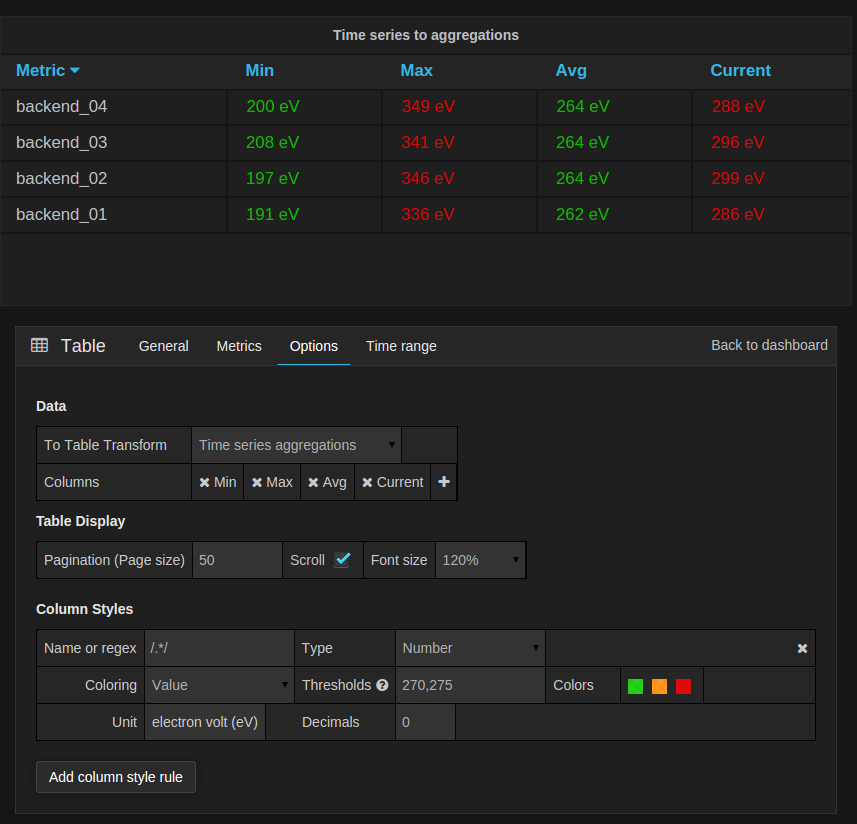 Time series to aggregations
Metric Min Max Avg Current
backend_04 200 eV 349 eV 264 eV 288 eV
backend_03 208 eV 341 eV 264 eV 296 eV
backend_02 197 eV 346 eV 264 eV 299 eV
backend_01 191 eV 336 eV 262 eV 286 eV
Table General Metrics Options Time range Back to dashboard
Data
To Table Transform Time series aggregations
Columns Min Max Avg Current
Table Display
Pagination (Page size) 50 Scroll Font size 120%
Column Styles
Name or regex /.*/ Type Number
Coloring Value Thresholds 270,275 Colors
Unit electron volt (eV) Decimals 0
Add column style rule